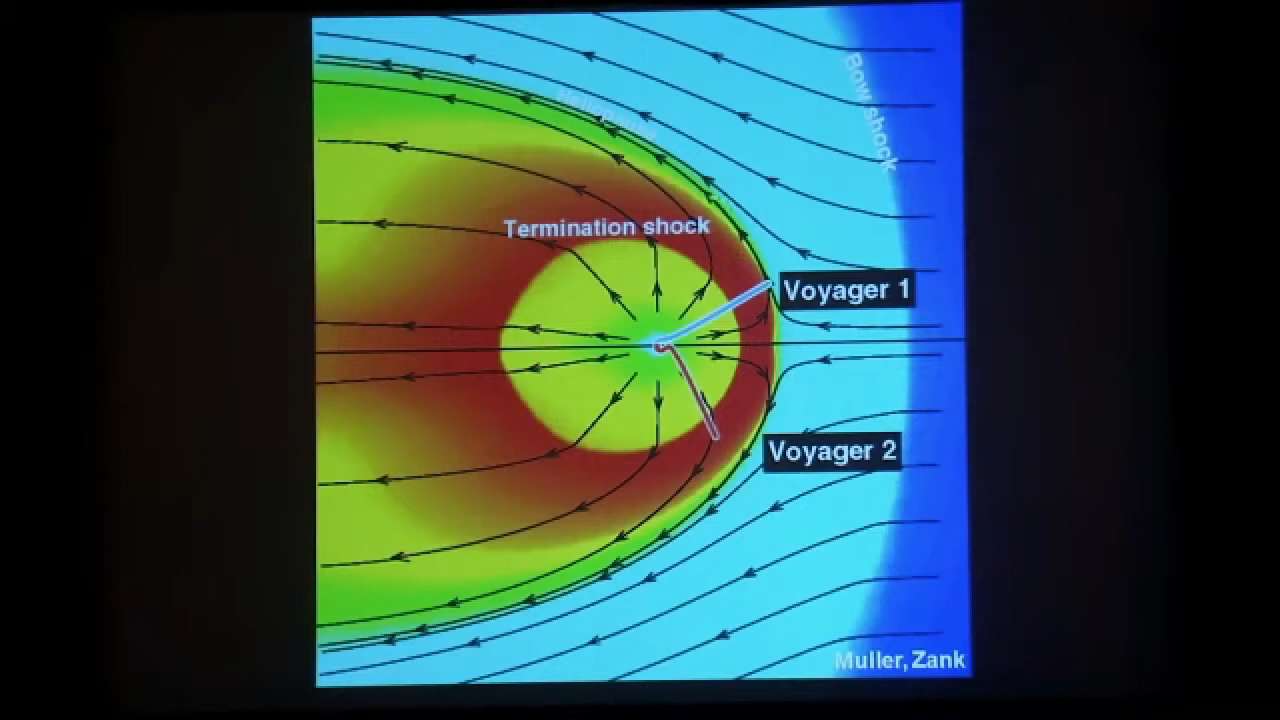 Bow shock
Termination shock
Voyager 1
Voyager 2
Muller, Zank